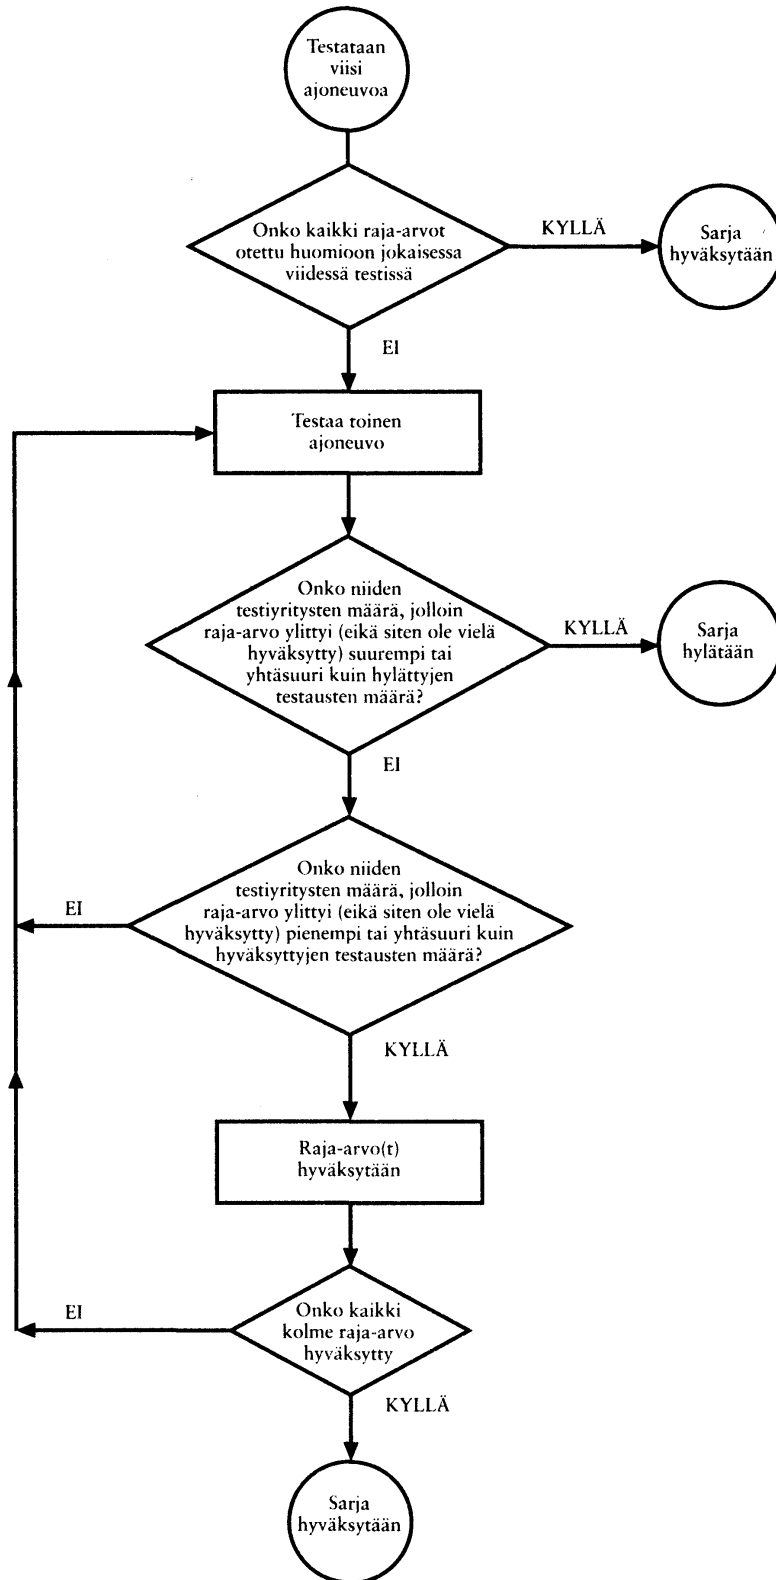 Testataan
viisi
ajoneuvoa
Onko kaikki raja-arvot
otettu huomioon jokaisessa
viidessä testissä
KYLLÄ
Sarja
hyväksytään
EI
Testaa toinen
ajoneuvo
Onko niiden
testiyritysten määrä, jolloin
raja-arvo ylittyi (eikä siten ole vielä
hyväksytty) suurempi tai
yhtäsuuri kuin hylättyjen
testausten määrä?
KYLLÄ
Sarja
hylätään
EI
Onko niiden
testiyritysten määrä, jolloin
raja-arvo ylittyi (eikä siten ole vielä
hyväksytty) pienempi tai yhtäsuuri kuin
hyväksyttyjen testausten määrä?
EI
KYLLÄ
Raja-arvo(t)
hyväksytään
Onko kaikki
kolme raja-arvo
hyväksytty
EI
KYLLÄ
Sarja
hyväksytään